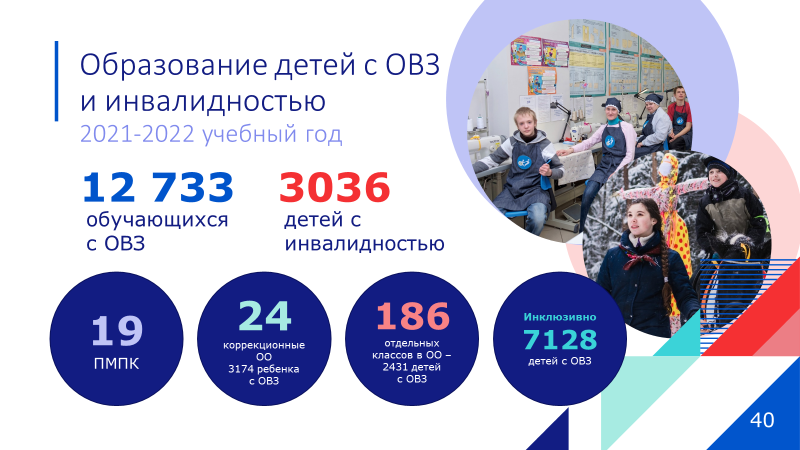 Образование детей с ОВЗ
и инвалидностью
2021-2022 учебный год
12 733
обучающихся
с ОВЗ
3036
детей с
инвалидностью
19
ПМПК
24
коррекционные
ОО
3174 ребенка
с ОВЗ
186
отдельных
классов в ОО –
2431 детей
с ОВЗ
Инклюзивно
7128
детей с ОВЗ
40